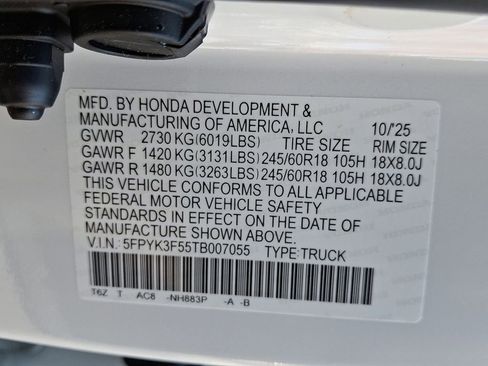 MFD. BY HONDA DEVELOPMENT &
MANUFACTURING OF AMERICA, LLC 10/'25
GVWR 2730 KG(6019LBS) TIRE SIZE RIM SIZE
GAWR F 1420 KG(3131LBS) 245/60R18 105H 18X8.0J
GAWR R 1480 KG(3263LBS) 245/60R18 105H 18X8.0J
THIS VEHICLE CONFORMS TO ALL APPLICABLE
FEDERAL MOTOR VEHICLE SAFETY
STANDARDS IN EFFECT ON THE DATE OF
MANUFACTURE SHOWN ABOVE.
V.I.N.: 5FPYK3F55TB007055 TYPE: TRUCK
T6Z T AC8 -NH883P -A -B